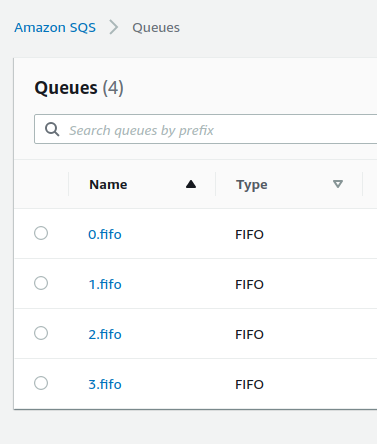 Amazon SQS > Queues
Queues (4)
Search queues by prefix
Name Type
0.fifo FIFO
1.fifo FIFO
2.fifo FIFO
3.fifo FIFO